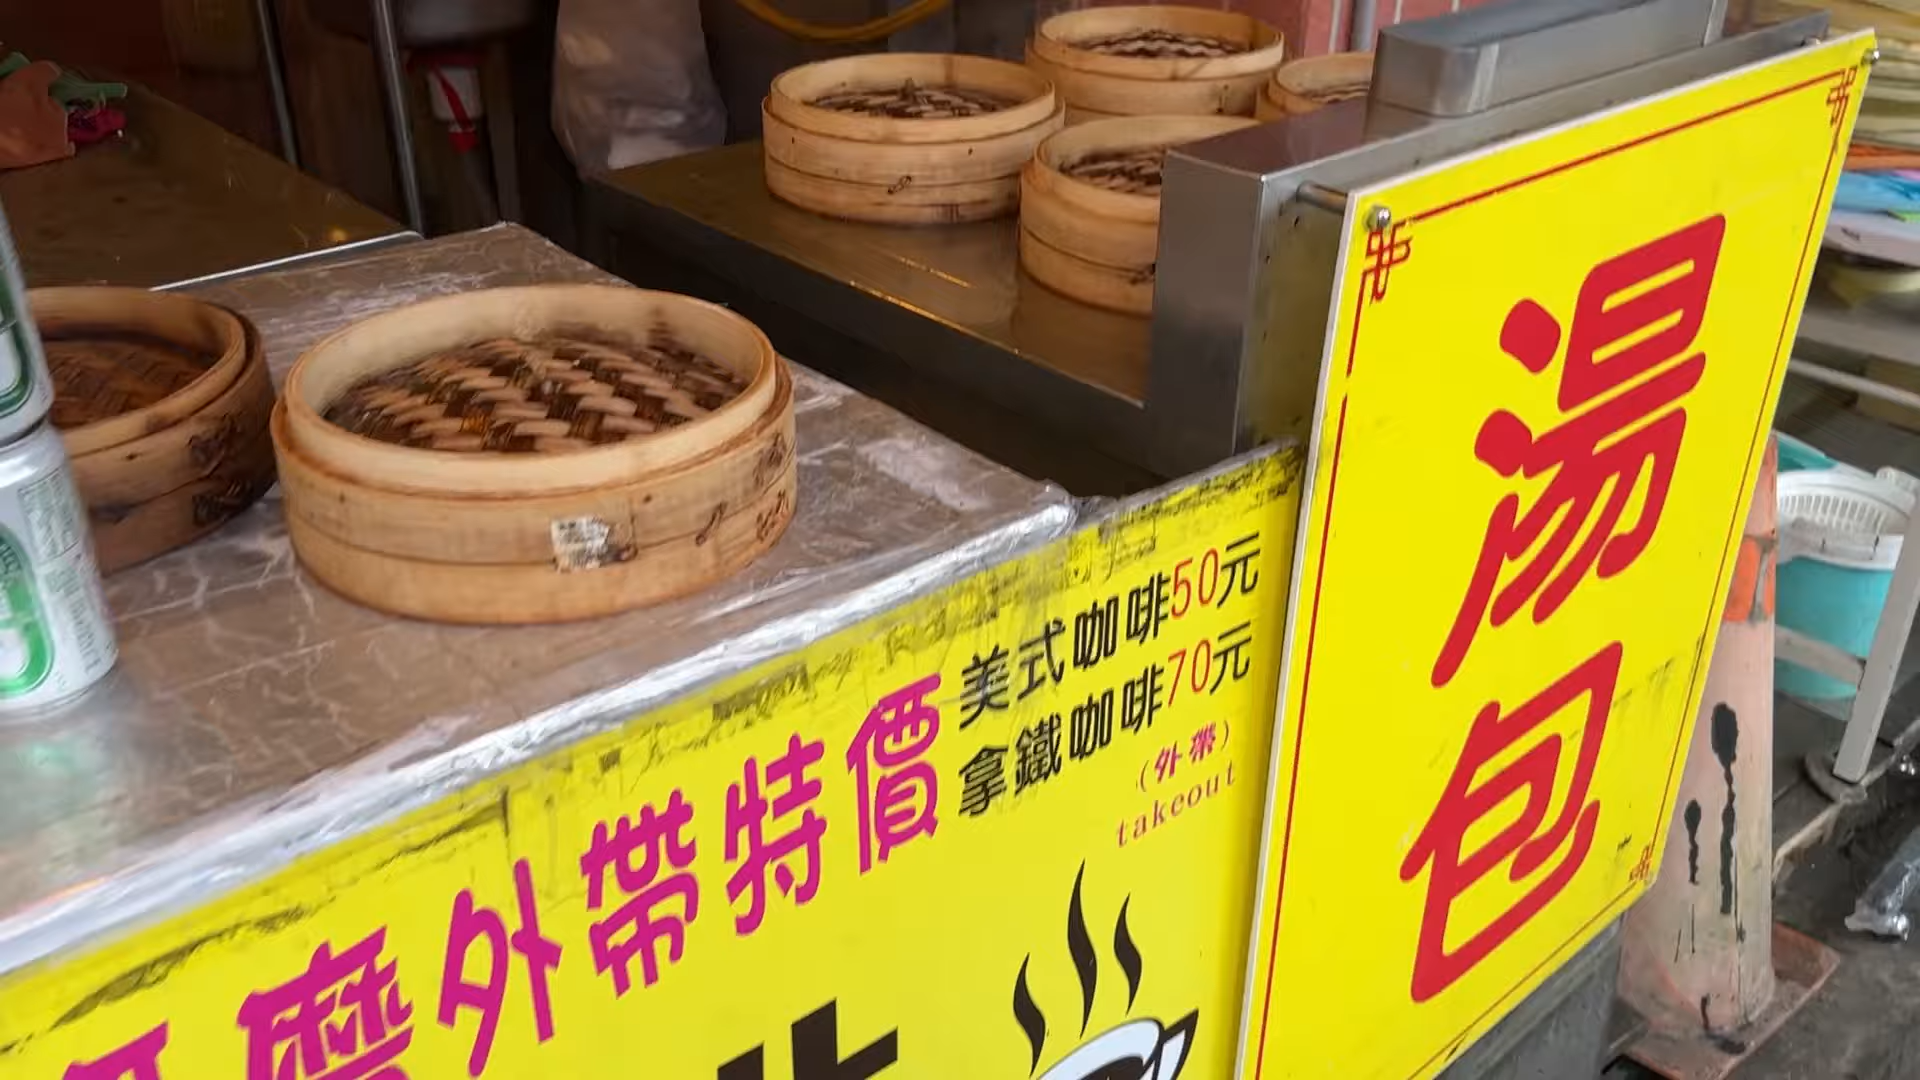 湯包
磨外帶特價
美式咖啡50元
拿鐵咖啡70元
(外帶)
takeout